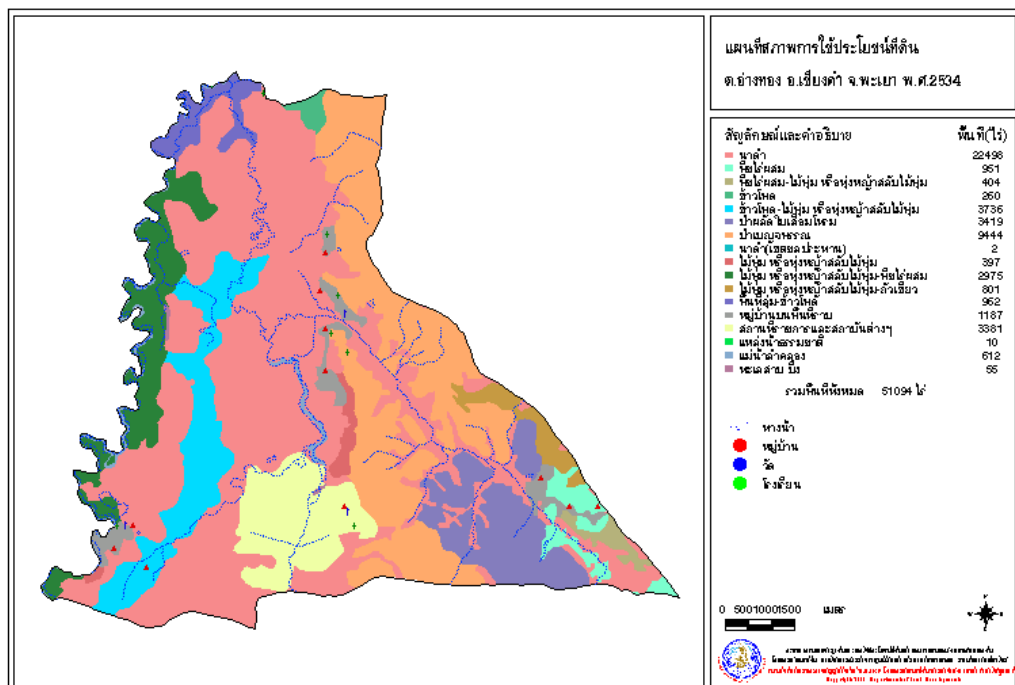 แผนที่สภาพการใช้ประโยชน์ที่ดิน
ต.อ่างทอง อ.เชียงคำ จ.พะเยา พ.ศ.2534
สัญลักษณ์และคำอธิบาย พื้นที่(ไร่)
นาดำ 22498
พืชไร่ผสม 951
พืชไร่ผสม-ไม้พุ่ม หรือทุ่งหญ้าสลับไม้พุ่ม 404
ข้าวโพด 260
ข้าวโพด-ไม้พุ่ม หรือทุ่งหญ้าสลับไม้พุ่ม 3736
ป่าผลัดใบเสื่อมโทรม 3419
ป่าเบญจพรรณ 9444
นาดำ(เขตชลประทาน) 2
ไม้พุ่ม หรือทุ่งหญ้าสลับไม้พุ่ม 397
ไม้พุ่ม หรือทุ่งหญ้าสลับไม้พุ่ม-พืชไร่ผสม 2975
ไม้พุ่ม หรือทุ่งหญ้าสลับไม้พุ่ม-ถั่วเขียว 801
พื้นที่ลุ่ม-ข้าวโพด 962
หมู่บ้านบนพื้นที่ราบ 1187
สถานที่ราชการและสถาบันต่างๆ 3381
แหล่งน้ำธรรมชาติ 10
แม่น้ำลำคลอง 612
ทะเลสาบ บึง 55
รวมพื้นที่ทั้งหมด 51094 ไร่
ทางน้ำ
หมู่บ้าน
วัด
โรงเรียน
0 50010001500 เมตร